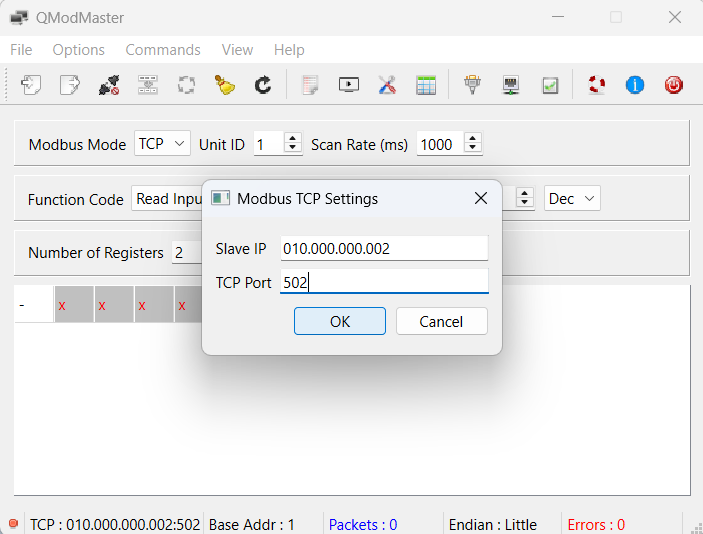 QModMaster
File Options Commands View Help
Modbus Mode TCP Unit ID 1 Scan Rate (ms) 1000
Function Code Read Inpu Dec
Modbus TCP Settings
Number of Registers 2
Slave IP 010.000.000.002
TCP Port 502
- x x x x
OK Cancel
TCP : 010.000.000.002:502 Base Addr : 1 Packets : 0 Endian : Little Errors : 0